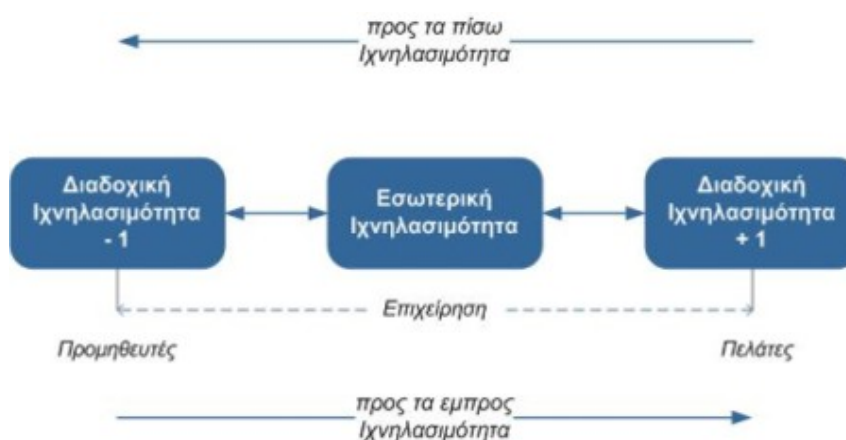 προς τα πίσω
Ιχνηλασιμότητα
Διαδοχική
Ιχνηλασιμότητα
- 1
Εσωτερική
Ιχνηλασιμότητα
Διαδοχική
Ιχνηλασιμότητα
+ 1
Επιχείρηση
Προμηθευτές
Πελάτες
προς τα εμπρος
Ιχνηλασιμότητα